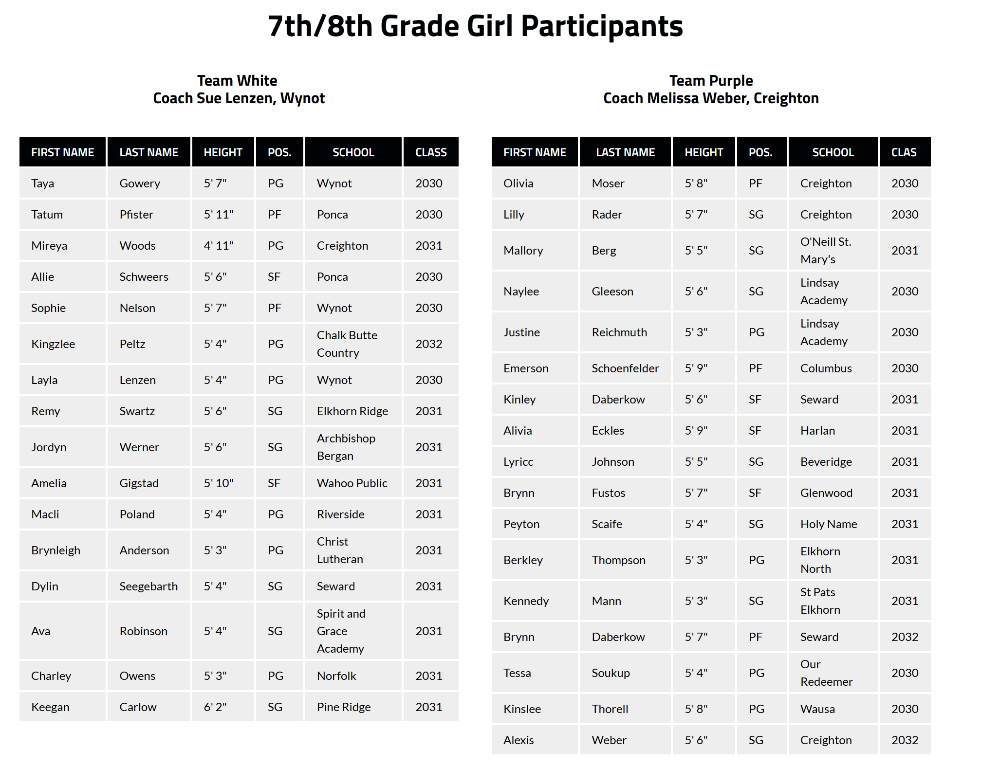 7th/8th Grade Girl Participants
Team White
Coach Sue Lenzen, Wynot
FIRST NAME LAST NAME HEIGHT POS. SCHOOL CLASS
Taya Gowery 5' 7" PG Wynot 2030
Tatum Pfister 5' 11" PF Ponca 2030
Mireya Woods 4' 11" PG Creighton 2031
Allie Schweers 5' 6" SF Ponca 2030
Sophie Nelson 5' 7" PF Wynot 2030
Kingzlee Peltz 5' 4" PG Chalk Butte
Country 2032
Layla Lenzen 5' 4" PG Wynot 2030
Remy Swartz 5' 6" SG Elkhorn Ridge 2031
Jordyn Werner 5' 6" SG Archbishop
Bergan 2031
Amelia Gigstad 5' 10" SF Wahoo Public 2031
Macli Poland 5' 4" PG Riverside 2031
Brynleigh Anderson 5' 3" PG Christ
Lutheran 2031
Dylin Seegebarth 5' 4" SG Seward 2031
Ava Robinson 5' 4" SG Spirit and
Grace
Academy 2031
Charley Owens 5' 3" PG Norfolk 2031
Keegan Carlow 6' 2" SG Pine Ridge 2031
Team Purple
Coach Melissa Weber, Creighton
FIRST NAME LAST NAME HEIGHT POS. SCHOOL CLAS
Olivia Moser 5' 8" PF Creighton 2030
Lilly Rader 5' 7" SG Creighton 2030
Mallory Berg 5' 5" SG O'Neill St.
Mary's 2031
Naylee Gleeson 5' 6" SG Lindsay
Academy 2030
Justine Reichmuth 5' 3" PG Lindsay
Academy 2030
Emerson Schoenfelder 5' 9" PF Columbus 2030
Kinley Daberkow 5' 6" SF Seward 2031
Alivia Eckles 5' 9" SF Harlan 2031
Lyricc Johnson 5' 5" SG Beveridge 2031
Brynn Fustos 5' 7" SF Glenwood 2031
Peyton Scaife 5' 4" SG Holy Name 2031
Berkley Thompson 5' 3" PG Elkhorn
North 2031
Kennedy Mann 5' 3" SG St Pats
Elkhorn 2031
Brynn Daberkow 5' 7" PF Seward 2032
Tessa Soukup 5' 4" PG Our
Redeemer 2030
Kinslee Thorell 5' 8" PG Wausa 2030
Alexis Weber 5' 6" SG Creighton 2032